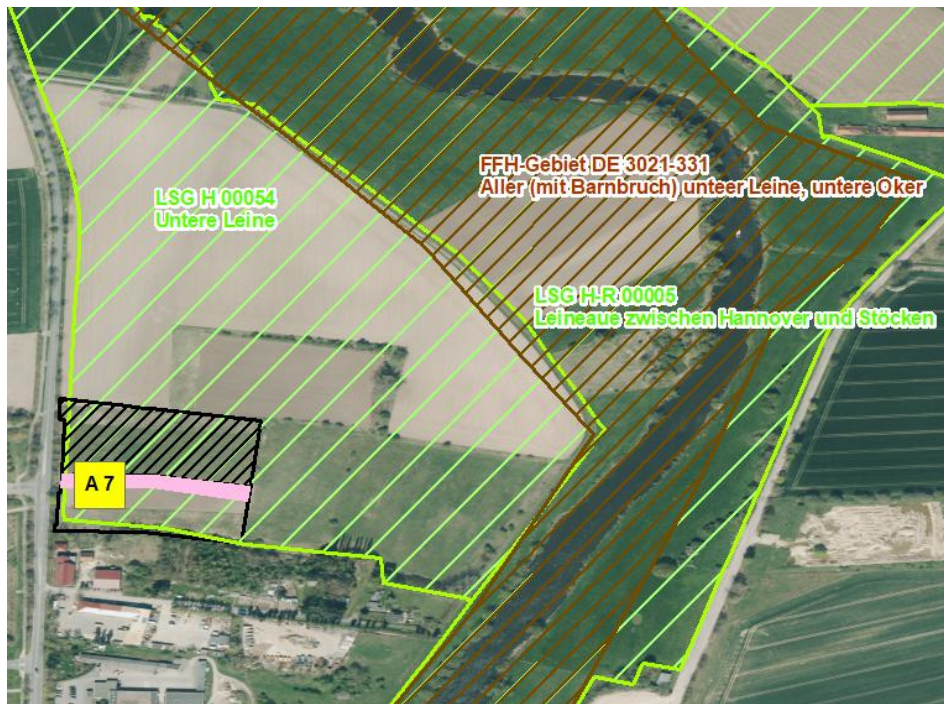 FFH-Gebiet DE 3021-331
Aller (mit Barnbruch) unteer Leine, untere Oker
LSG H 00054
Untere Leine
LSG H-R 00005
Leineaue zwischen Hannover und Stöcken
A 7